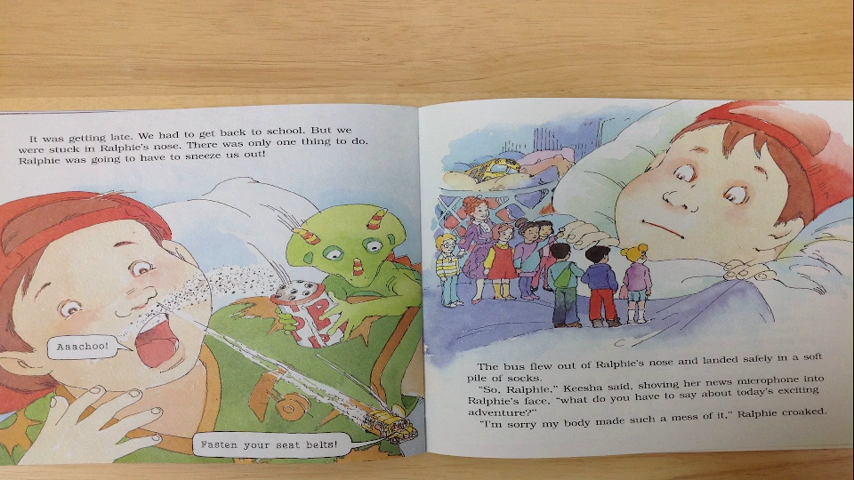 It was getting late. We had to get back to school. But we
were stuck in Ralphie's nose. There was only one thing to do.
Ralphie was going to have to sneeze us out!
Aaachoo!
Fasten your seat belts!
The bus flew out of Ralphie's nose and landed safely in a soft
pile of socks.
"So, Ralphie," Keesha said, shoving her news microphone into
Ralphie's face, "what do you have to say about today's exciting
adventure?"
"I'm sorry my body made such a mess of it," Ralphie croaked.